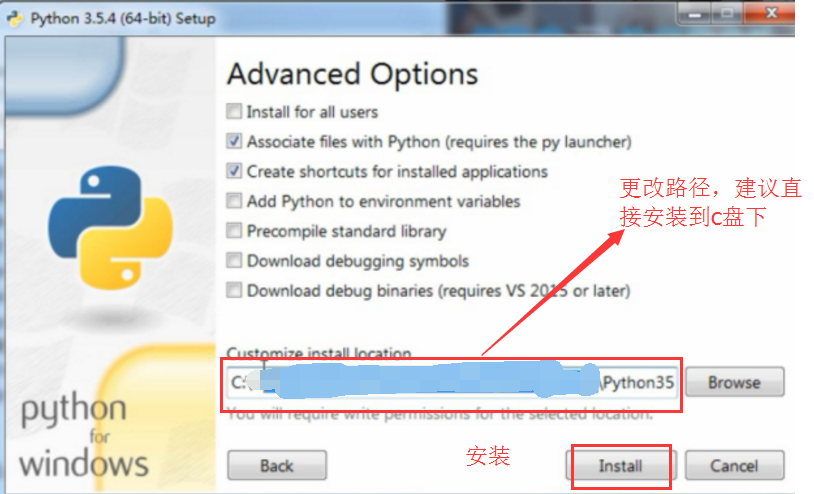 Python 3.5.4 (64-bit) Setup
Advanced Options
Install for all users
Associate files with Python (requires the py launcher)
Create shortcuts for installed applications
Add Python to environment variables
Precompile standard library
Download debugging symbols
Download debug binaries (requires VS 2015 or later)
更改路径，建议直
接安装到c盘下
Customize install location
C:\ \Python35
Browse
You will require write permissions for the selected location.
python
for
windows
安装
Back
Install
Cancel